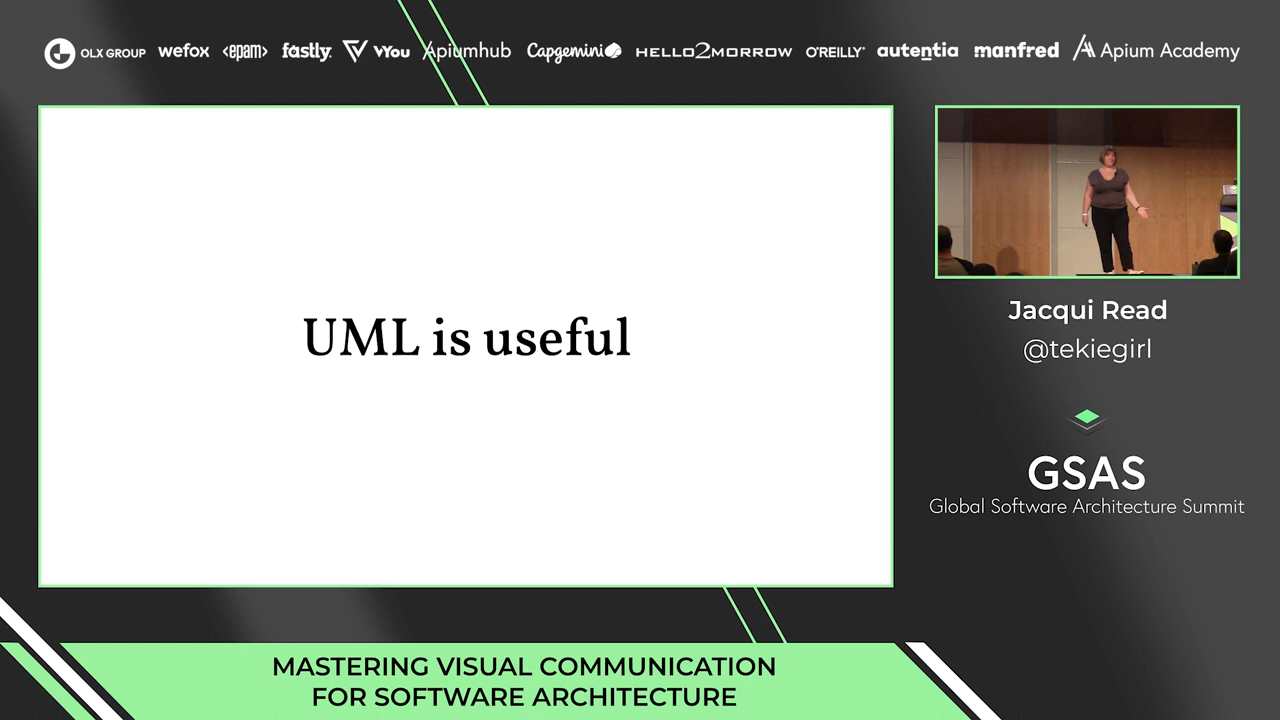 OLX GROUP wefox <epam> fastly. vYou Apiumhub Capgemini HELLO2MORROW O'REILLY® autentia manfred Apium Academy
UML is useful
Jacqui Read
@tekiegirl
GSAS
Global Software Architecture Summit
MASTERING VISUAL COMMUNICATION
FOR SOFTWARE ARCHITECTURE